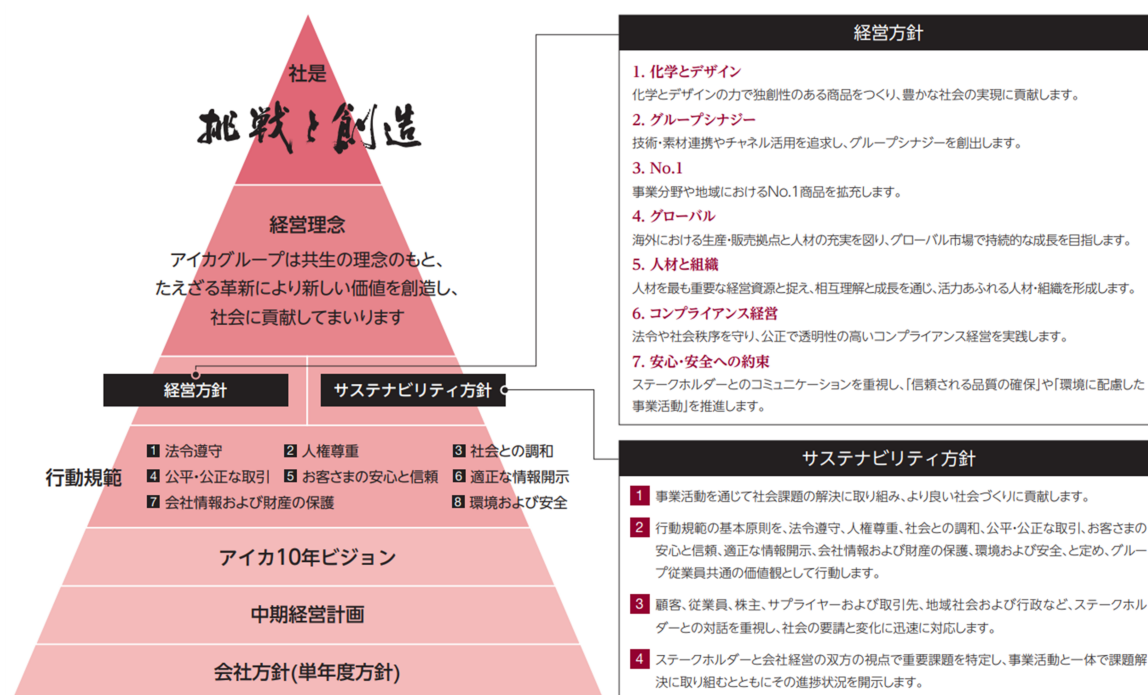 社是
挑戦と創造
経営理念
アイカグループは共生の理念のもと、
たえざる革新により新しい価値を創造し、
社会に貢献してまいります
経営方針
サステナビリティ方針
行動規範
1 法令遵守 2 人権尊重 3 社会との調和
4 公平・公正な取引 5 お客さまの安心と信頼 6 適正な情報開示
7 会社情報および財産の保護 8 環境および安全
アイカ10年ビジョン
中期経営計画
会社方針(単年度方針)
経営方針
1. 化学とデザイン
化学とデザインの力で独創性のある商品をつくり、豊かな社会の実現に貢献します。
2. グループシナジー
技術・素材連携やチャネル活用を追求し、グループシナジーを創出します。
3. No.1
事業分野や地域におけるNo.1商品を拡充します。
4. グローバル
海外における生産・販売拠点と人材の充実を図り、グローバル市場で持続的な成長を目指します。
5. 人材と組織
人材を最も重要な経営資源と捉え、相互理解と成長を通じ、活力あふれる人材・組織を形成します。
6. コンプライアンス経営
法令や社会秩序を守り、公正で透明性の高いコンプライアンス経営を実践します。
7. 安心・安全への約束
ステークホルダーとのコミュニケーションを重視し、「信頼される品質の確保」や「環境に配慮した
事業活動」を推進します。
サステナビリティ方針
1 事業活動を通じて社会課題の解決に取り組み、より良い社会づくりに貢献します。
2 行動規範の基本原則を、法令遵守、人権尊重、社会との調和、公平・公正な取引、お客さまの
安心と信頼、適正な情報開示、会社情報および財産の保護、環境および安全、と定め、グルー
プ従業員共通の価値観として行動します。
3 顧客、従業員、株主、サプライヤーおよび取引先、地域社会および行政など、ステークホル
ダーとの対話を重視し、社会の要請と変化に迅速に対応します。
4 ステークホルダーと会社経営の双方の視点で重要課題を特定し、事業活動と一体で課題解
決に取り組むとともにその進捗状況を開示します。